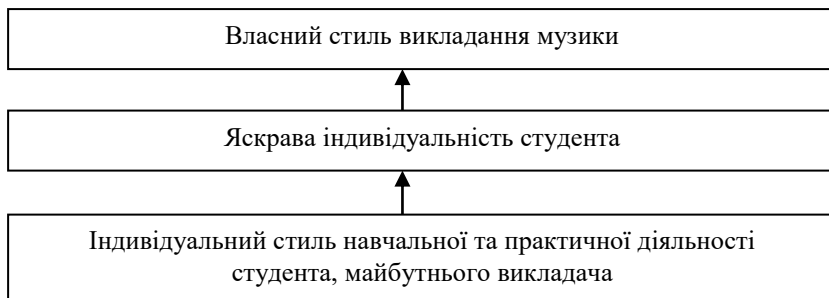 Власний стиль викладання музики
Яскрава індивідуальність студента
Індивідуальний стиль навчальної та практичної діяльності
студента, майбутнього викладача